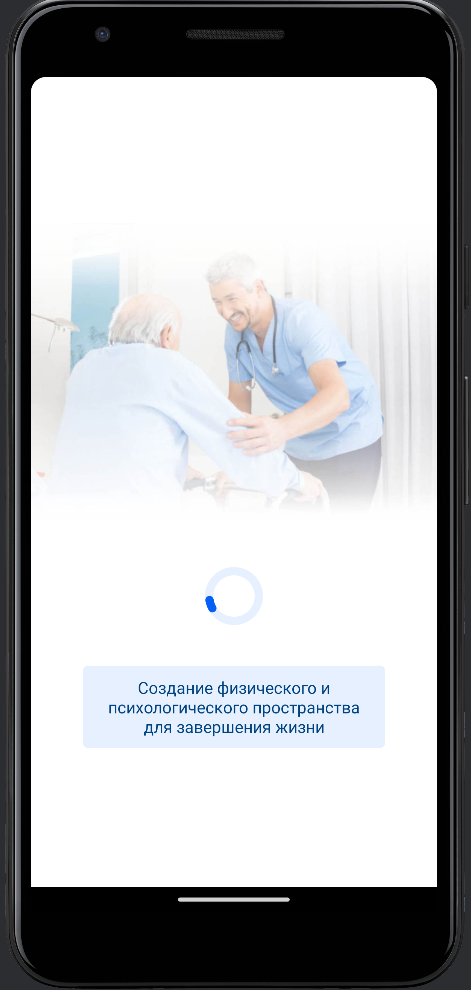 Создание физического и
психологического пространства
для завершения жизни